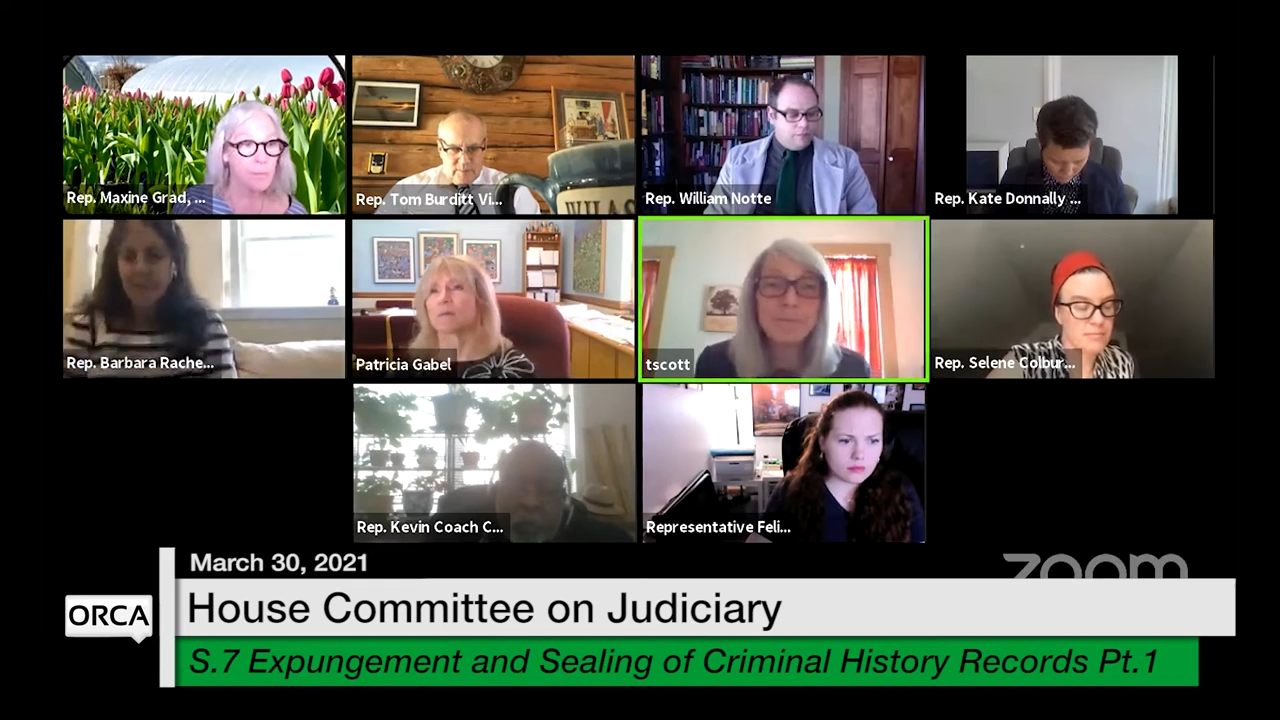 Rep. Maxine Grad, ...
Rep. Tom Burditt Vi...
Rep. William Notte
Rep. Kate Donnally ...
Rep. Barbara Rache...
Patricia Gabel
tscott
Rep. Selene Colbur...
Rep. Kevin Coach C...
Representative Feli...
March 30, 2021
zoom
ORCA
House Committee on Judiciary
S.7 Expungement and Sealing of Criminal History Records Pt.1